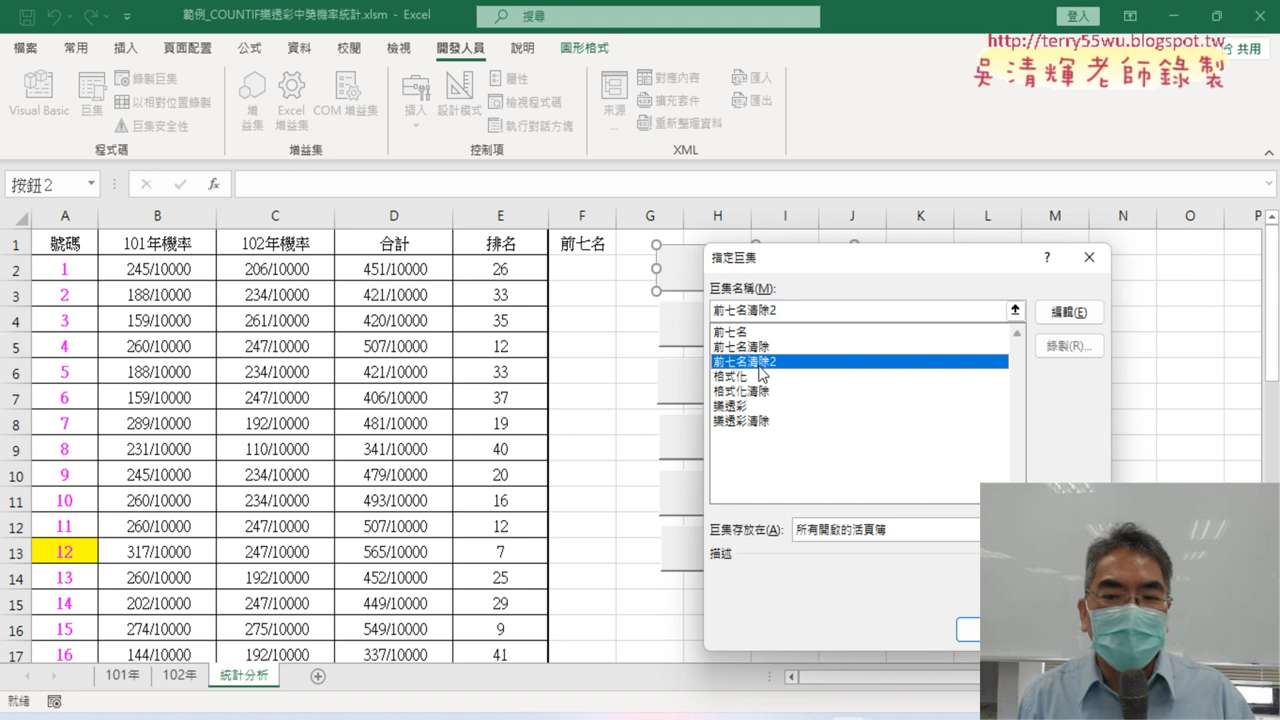 範例_COUNTIF樂透彩中獎機率統計.xlsm - Excel
搜尋
登入
檔案 常用 插入 頁面配置 公式 資料 校閱 檢視 開發人員 說明 圖形格式
共用
http://terry55wu.blogspot.tw
吳清輝老師錄製
Visual Basic
巨集
錄製巨集
以相對位置錄製
巨集安全性
增益集
Excel 增益集
COM 增益集
插入
設計模式
屬性
檢視程式碼
執行對話方塊
來源
...
對應內容
擴充套件
重新整理資料
匯入
匯出
程式碼 增益集 控制項 XML
按鈕 2
fx
A B C D E F G H I J K L M N O P
1 號碼 101年機率 102年機率 合計 排名 前七名
2 1 245/10000 206/10000 451/10000 26
3 2 188/10000 234/10000 421/10000 33
4 3 159/10000 261/10000 420/10000 35
5 4 260/10000 247/10000 507/10000 12
6 5 188/10000 234/10000 421/10000 33
7 6 159/10000 247/10000 406/10000 37
8 7 289/10000 192/10000 481/10000 19
9 8 231/10000 110/10000 341/10000 40
10 9 245/10000 234/10000 479/10000 20
11 10 260/10000 234/10000 493/10000 16
12 11 260/10000 247/10000 507/10000 12
13 12 317/10000 247/10000 565/10000 7
14 13 260/10000 192/10000 452/10000 25
15 14 202/10000 247/10000 449/10000 29
16 15 274/10000 275/10000 549/10000 9
17 16 144/10000 192/10000 337/10000 41
指定巨集
?
巨集名稱(M):
前七名清除2
編輯(E)
錄製(R)...
前七名
前七名清除
前七名清除2
格式化
格式化清除
樂透彩
樂透彩清除
巨集存放在(A): 所有開啟的活頁簿
描述
101年 102年 統計分析
就緒